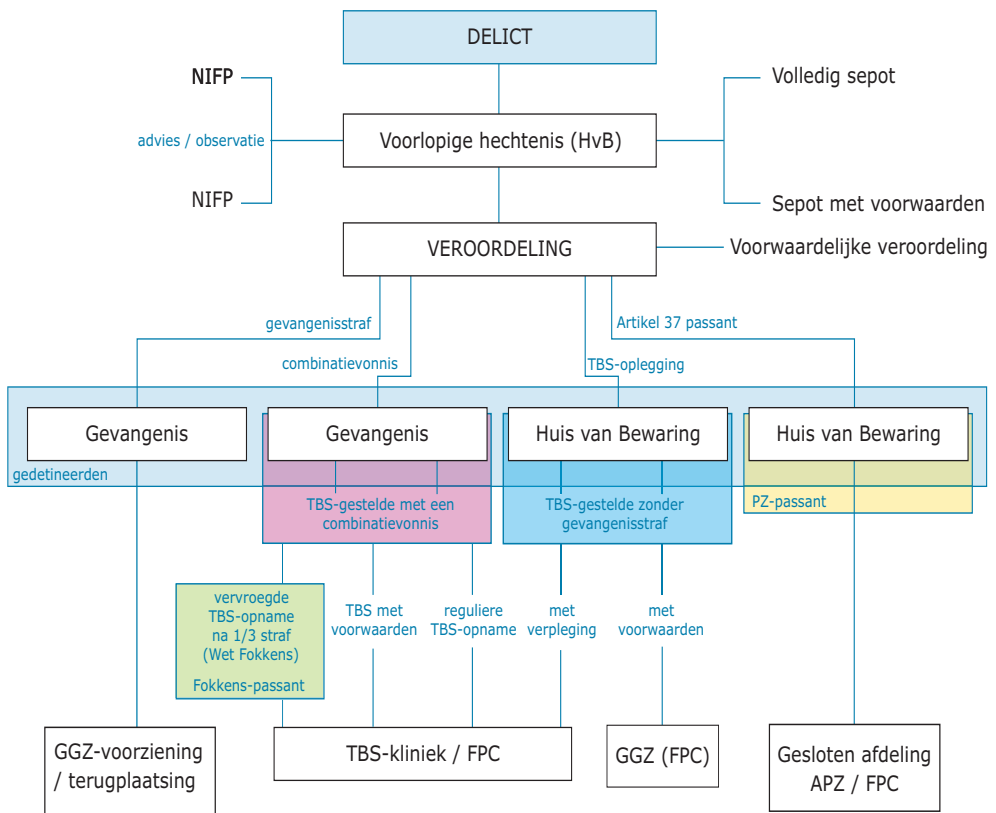 DELICT
NIFP
Volledig sepot
advies / observatie
Voorlopige hechtenis (HvB)
NIFP
Sepot met voorwaarden
VEROORDELING
Voorwaardelijke veroordeling
gevangenisstraf
Artikel 37 passant
combinatievonnis
TBS-oplegging
Gevangenis
Gevangenis
Huis van Bewaring
Huis van Bewaring
gedetineerden
TBS-gestelde met een
combinatievonnis
TBS-gestelde zonder
gevangenisstraf
PZ-passant
vervroegde
TBS-opname
na 1/3 straf
(Wet Fokkens)
Fokkens-passant
TBS met
voorwaarden
reguliere
TBS-opname
met
verpleging
met
voorwaarden
GGZ-voorziening
/ terugplaatsing
TBS-kliniek / FPC
GGZ (FPC)
Gesloten afdeling
APZ / FPC